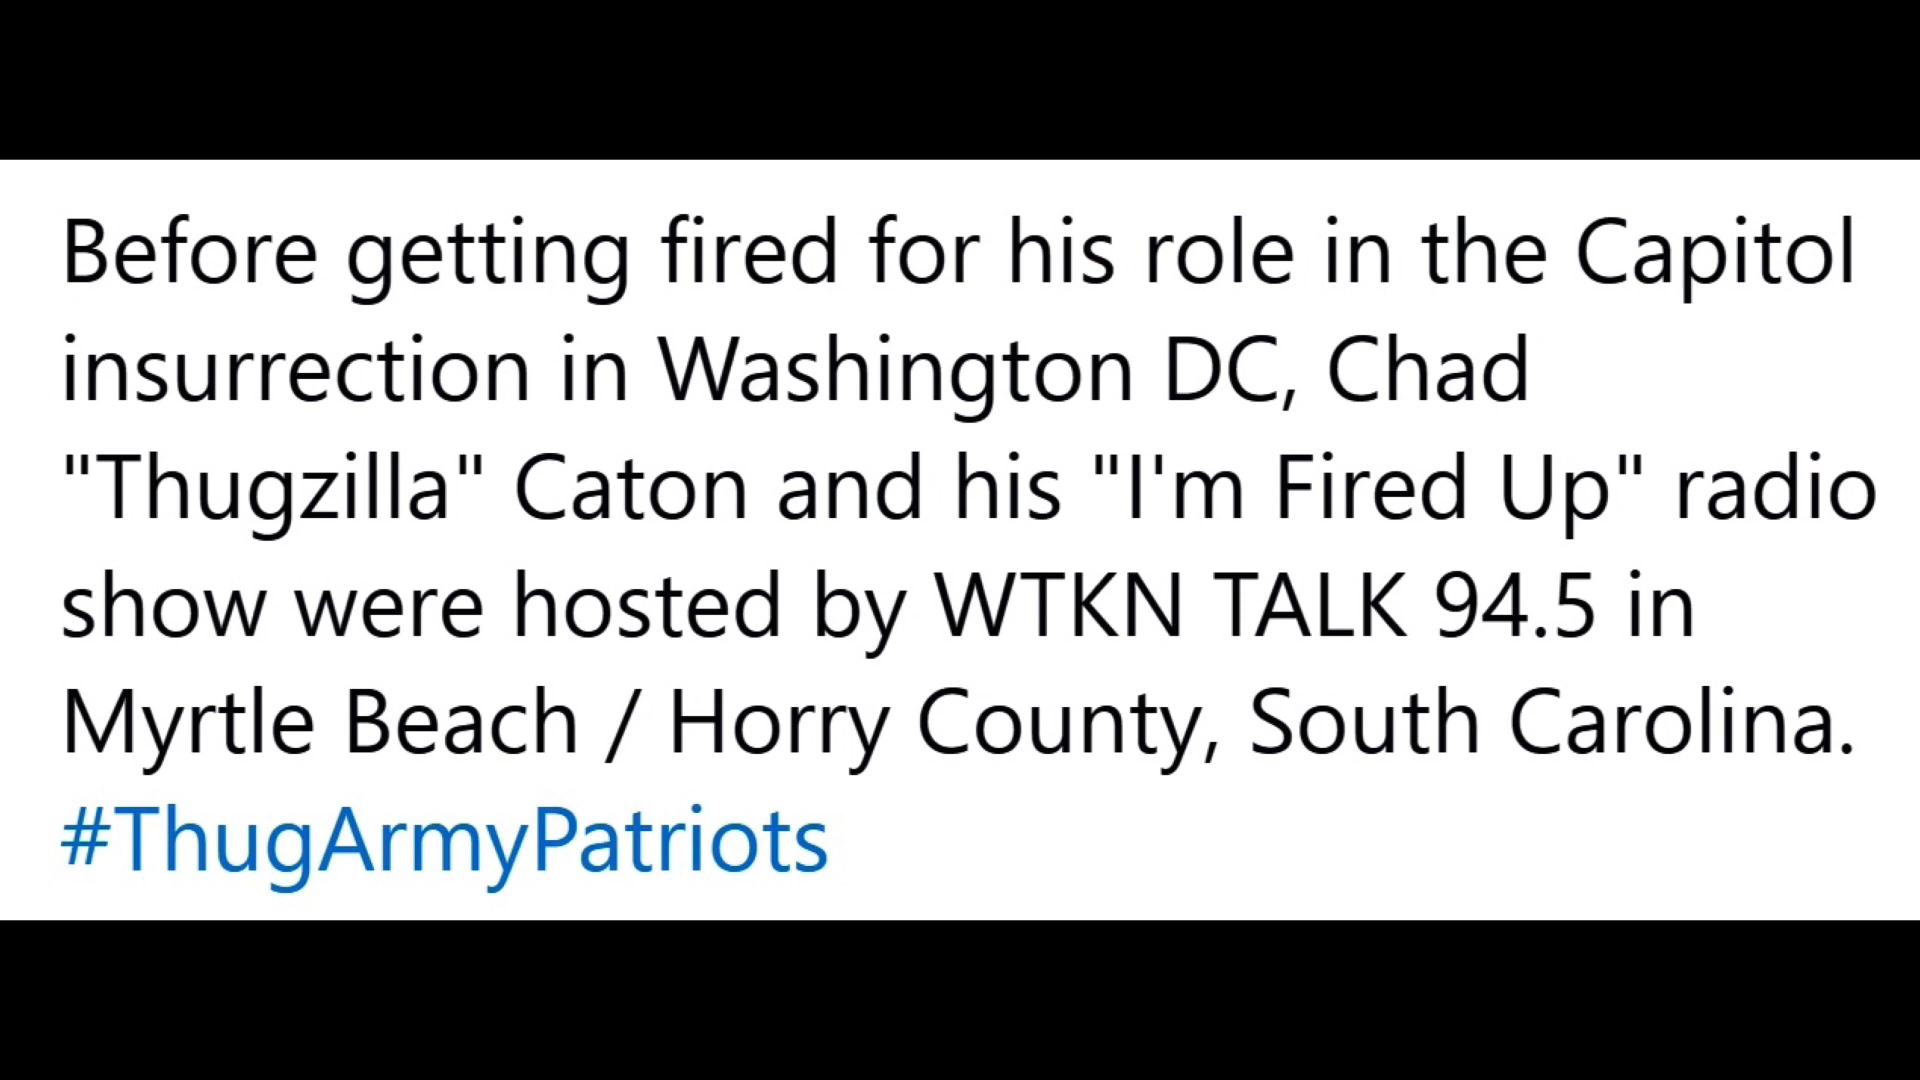 Before getting fired for his role in the Capitol
insurrection in Washington DC, Chad
"Thugzilla" Caton and his "I'm Fired Up" radio
show were hosted by WTKN TALK 94.5 in
Myrtle Beach / Horry County, South Carolina.
#ThugArmyPatriots